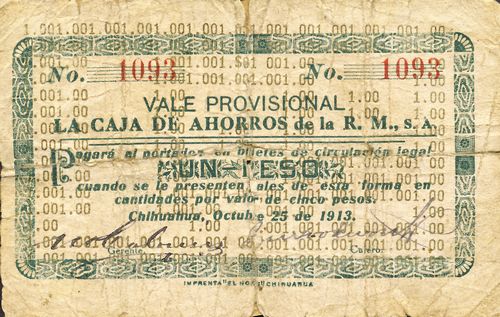 No. 1093 No. 1093
VALE PROVISIONAL
LA CAJA DE AHORROS de la R. M., s. A.
Pagará al portador en billetes de circulación legal
UN PESO
cuando se le presenten ales de esta forma en
cantidades por valor de cinco pesos.
Chihuahua, Octubre 25 de 1913.
Gerente. Cajero.
IMPRENTA "EL NOR CHIHUAHUA